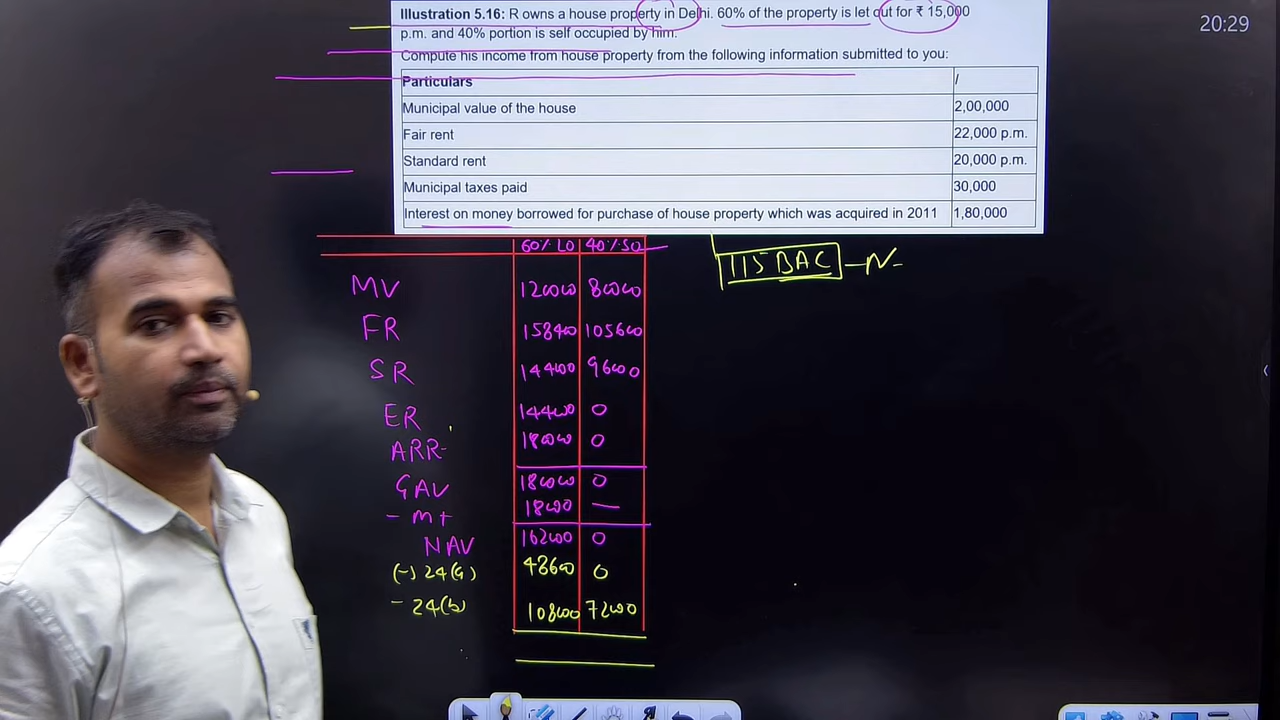 Illustration 5.16: R owns a house property in Delhi. 60% of the property is let out for ₹ 15,000
p.m. and 40% portion is self occupied by him.
20:29
Compute his income from house property from the following information submitted to you:
Particulars /
Municipal value of the house 2,00,000
Fair rent 22,000 p.m.
Standard rent 20,000 p.m.
Municipal taxes paid 30,000
Interest on money borrowed for purchase of house property which was acquired in 2011 1,80,000
60% LO 40% SO
115 BAC - N-
MV 120000 80000
FR 158400 105600
SR 144000 96000
ER 144000 0
ARR- 180000 0
GAV 180000 0
- Mt 18000 —
NAV 162000 0
(-) 24(a) 48600 0
- 24(b) 108000 72000